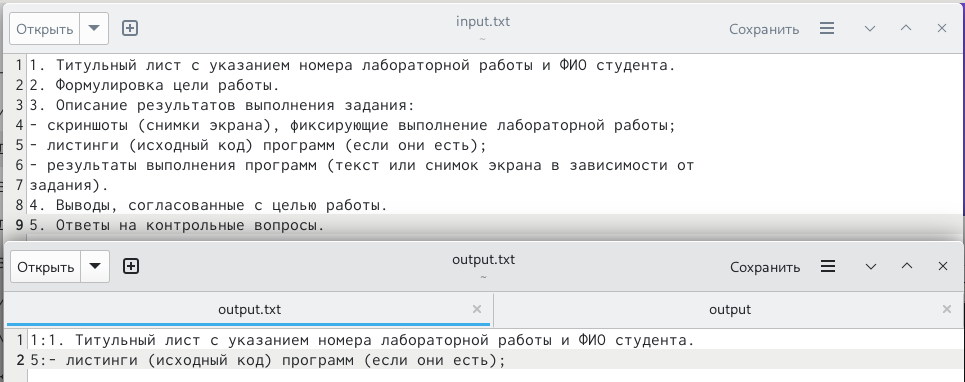 Открыть
input.txt
~
Сохранить
1 1. Титульный лист с указанием номера лабораторной работы и ФИО студента.
2 2. Формулировка цели работы.
3 3. Описание результатов выполнения задания:
4 - скриншоты (снимки экрана), фиксирующие выполнение лабораторной работы;
5 - листинги (исходный код) программ (если они есть);
6 - результаты выполнения программ (текст или снимок экрана в зависимости от
7 задания).
8 4. Выводы, согласованные с целью работы.
9 5. Ответы на контрольные вопросы.
Открыть
output.txt
~
Сохранить
output.txt
output
1 1:1. Титульный лист с указанием номера лабораторной работы и ФИО студента.
2 5:- листинги (исходный код) программ (если они есть);